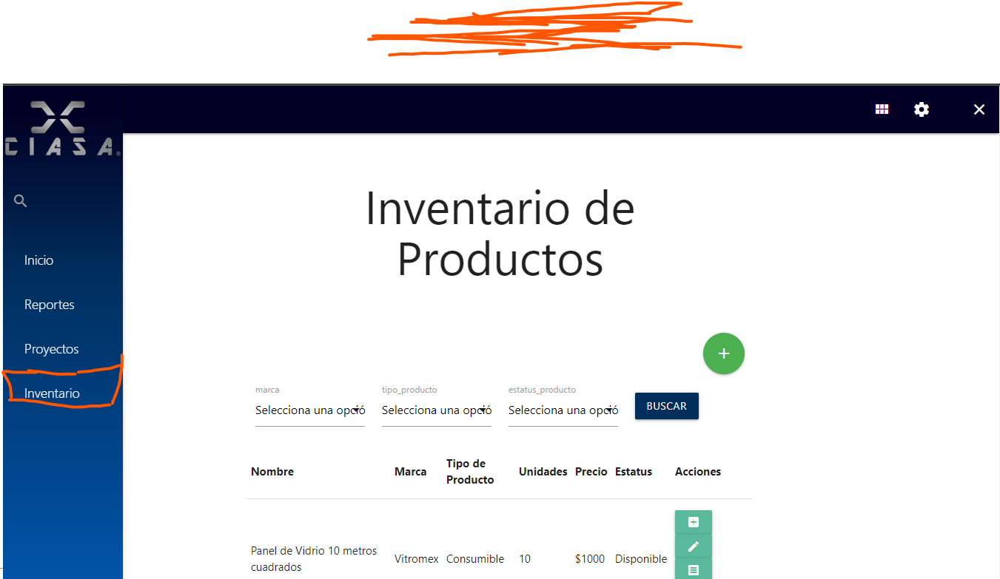 CIASA.
Inicio
Reportes
Proyectos
Inventario
Inventario de
Productos
marca tipo_producto estatus_producto
Selecciona una opció Selecciona una opció Selecciona una opció BUSCAR
Nombre Marca Tipo de Producto Unidades Precio Estatus Acciones
Panel de Vidrio 10 metros cuadrados Vitromex Consumible 10 $1000 Disponible